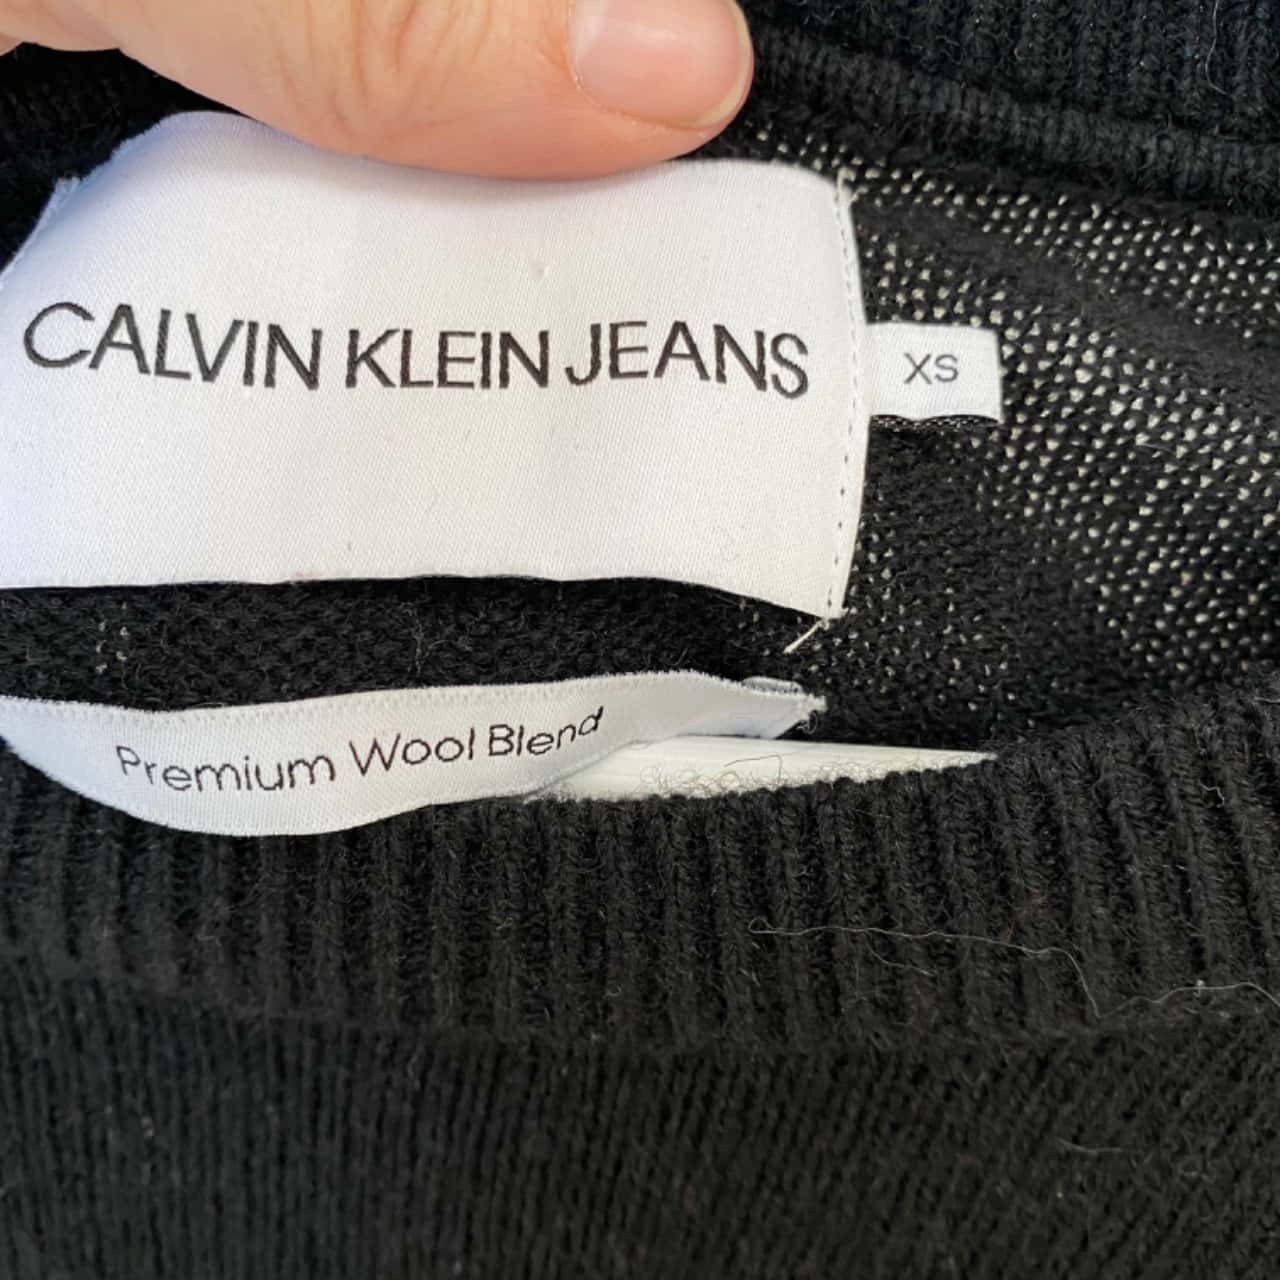 CALVIN KLEIN JEANS
XS
Premium Wool Blend